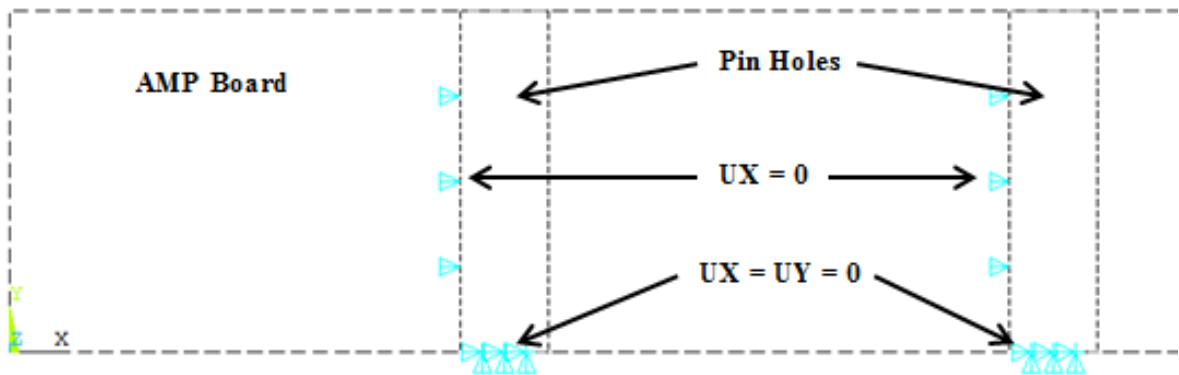 Pin Holes
AMP Board
UX = 0
UX = UY = 0
Y
Z
X